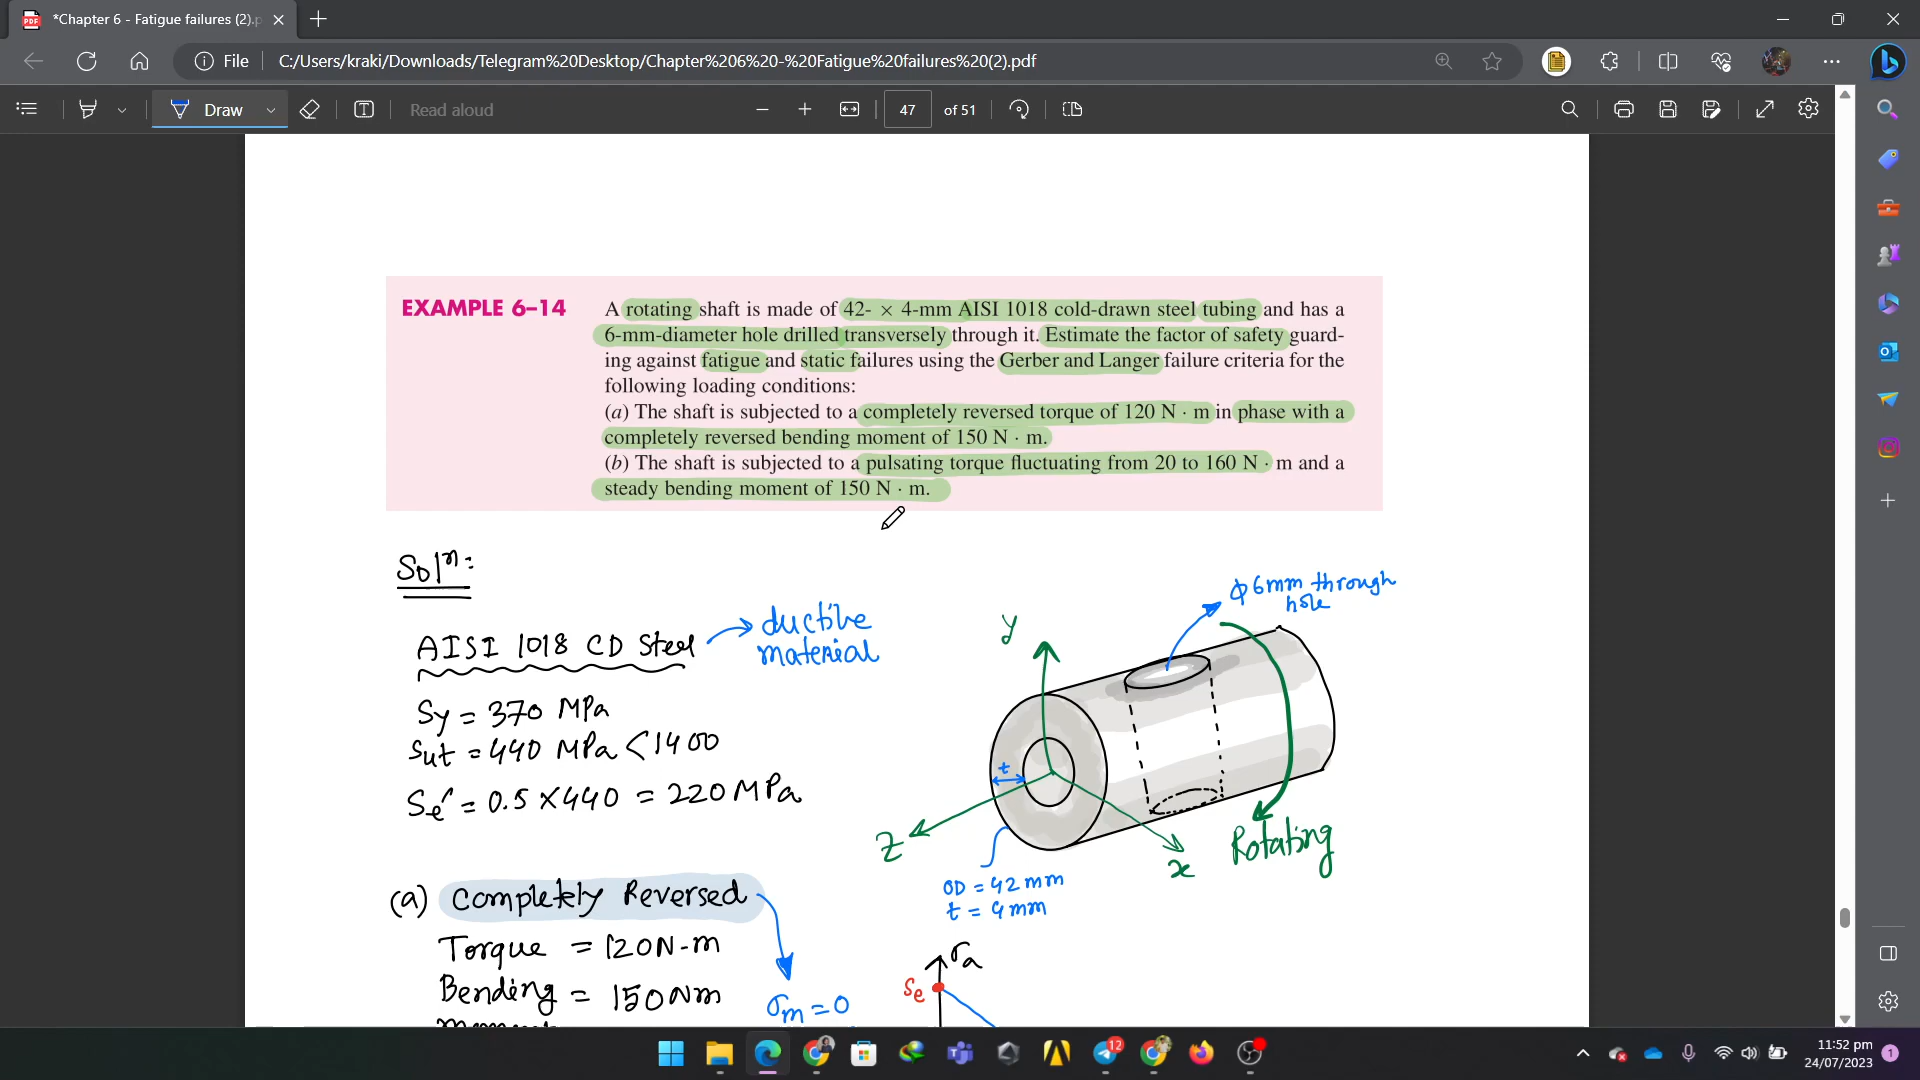 *Chapter 6 - Fatigue failures (2).p
File
C:/Users/kraki/Downloads/Telegram%20Desktop/Chapter%206%20-%20Fatigue%20failures%20(2).pdf
Draw
Read aloud
47
of 51
EXAMPLE 6–14
A rotating shaft is made of 42- × 4-mm AISI 1018 cold-drawn steel tubing and has a
6-mm-diameter hole drilled transversely through it. Estimate the factor of safety guard-
ing against fatigue and static failures using the Gerber and Langer failure criteria for the
following loading conditions:
(a) The shaft is subjected to a completely reversed torque of 120 N · m in phase with a
completely reversed bending moment of 150 N · m.
(b) The shaft is subjected to a pulsating torque fluctuating from 20 to 160 N · m and a
steady bending moment of 150 N · m.
Solⁿ:
AISI 1018 CD Steel
ductile
material
Sy = 370 MPa
Sut = 440 MPa < 1400
Se' = 0.5 × 440 = 220 MPa
ϕ 6mm through
hole
y
t
z
x
Rotating
OD = 42 mm
t = 4 mm
(a) Completely Reversed
Torque = 120 N-m
Bending = 150 Nm
σm = 0
σa
Se
12
11:52 pm
24/07/2023
1